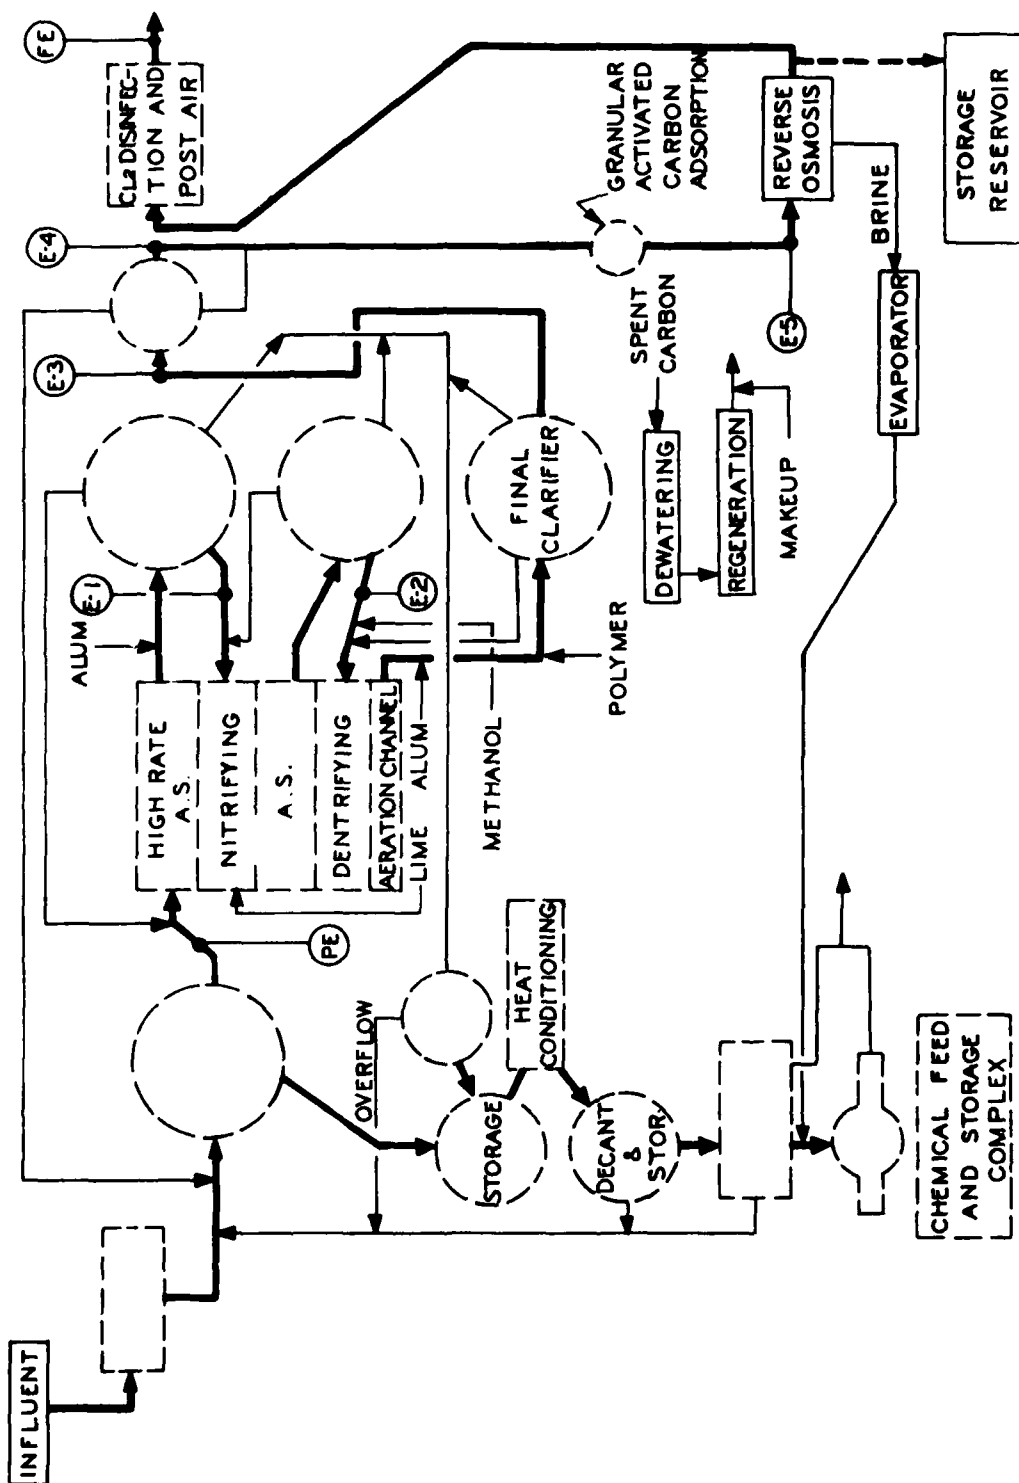 INFLUENT
PE
HIGH RATE
A.S.
NITRIFYING
A.S.
DENTRIFYING
AERATION CHANNEL
LIME
ALUM
ALUM
E-1
E-2
METHANOL
POLYMER
FINAL
CLARIFIER
E-3
E-4
CL2 DISINFEC-
TION AND
POST AIR
FE
GRANULAR
ACTIVATED
CARBON
ADSORPTION
SPENT
CARBON
DEWATERING
REGENERATION
MAKEUP
E-5
REVERSE
OSMOSIS
BRINE
EVAPORATOR
STORAGE
RESERVOIR
OVERFLOW
STORAGE
HEAT
CONDITIONING
DECANT
&
STOR.
CHEMICAL FEED
AND STORAGE
COMPLEX